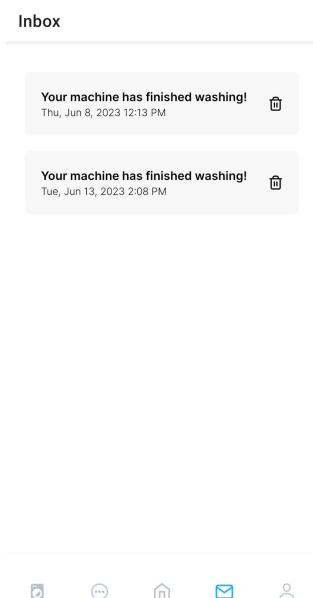 Inbox
Your machine has finished washing!
Thu, Jun 8, 2023 12:13 PM
Your machine has finished washing!
Tue, Jun 13, 2023 2:08 PM